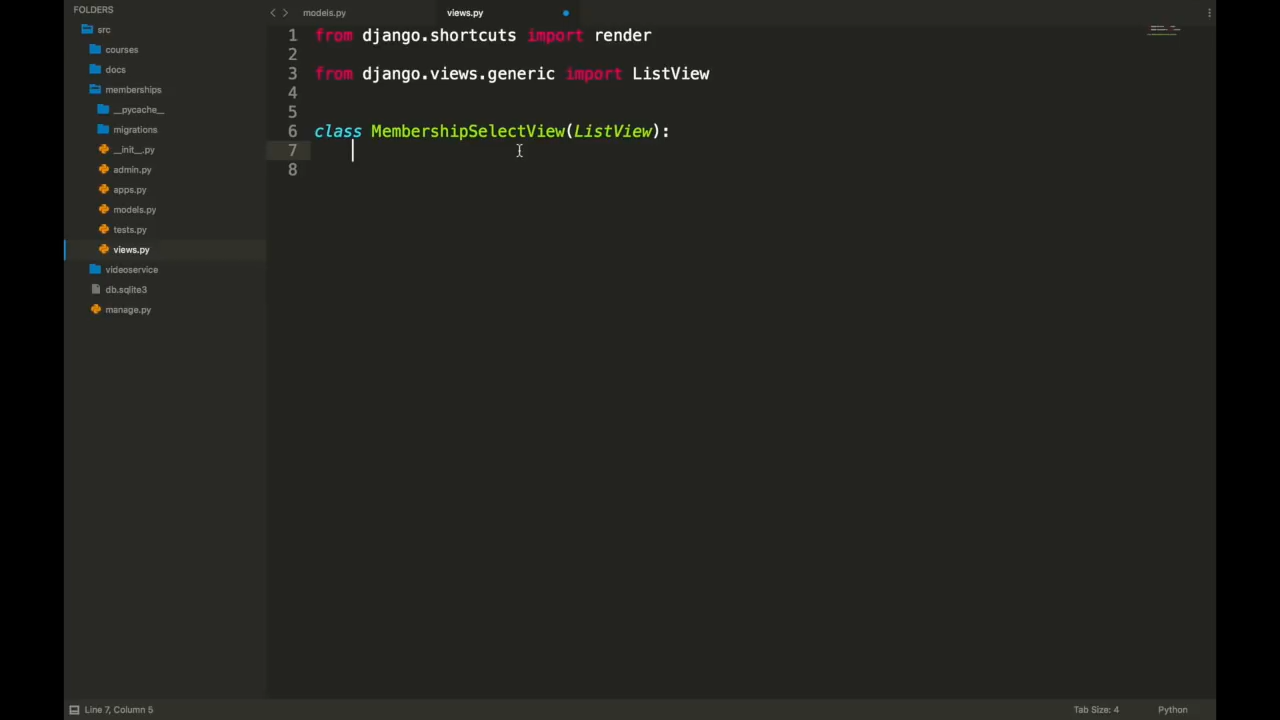 FOLDERS
src
courses
docs
memberships
__pycache__
migrations
__init__.py
admin.py
apps.py
models.py
tests.py
views.py
videoservice
db.sqlite3
manage.py
models.py
views.py
1 from django.shortcuts import render
2
3 from django.views.generic import ListView
4
5
6 class MembershipSelectView(ListView):
7
8
Line 7, Column 5
Tab Size: 4
Python